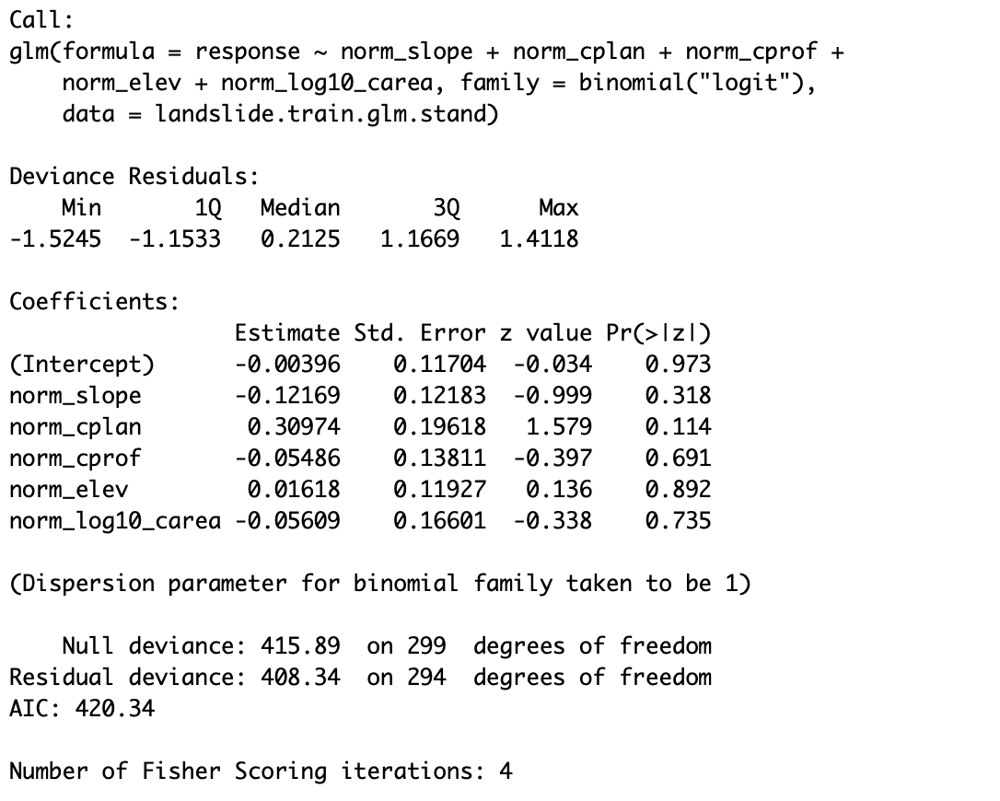 Call:
glm(formula = response ~ norm_slope + norm_cplan + norm_cprof +
    norm_elev + norm_log10_carea, family = binomial("logit"),
    data = landslide.train.glm.stand)

Deviance Residuals:
    Min       1Q   Median       3Q      Max
-1.5245  -1.1533   0.2125   1.1669   1.4118

Coefficients:
                 Estimate Std. Error z value Pr(>|z|)
(Intercept)      -0.00396    0.11704  -0.034    0.973
norm_slope       -0.12169    0.12183  -0.999    0.318
norm_cplan        0.30974    0.19618   1.579    0.114
norm_cprof       -0.05486    0.13811  -0.397    0.691
norm_elev         0.01618    0.11927   0.136    0.892
norm_log10_carea -0.05609    0.16601  -0.338    0.735

(Dispersion parameter for binomial family taken to be 1)

    Null deviance: 415.89  on 299  degrees of freedom
Residual deviance: 408.34  on 294  degrees of freedom
AIC: 420.34

Number of Fisher Scoring iterations: 4